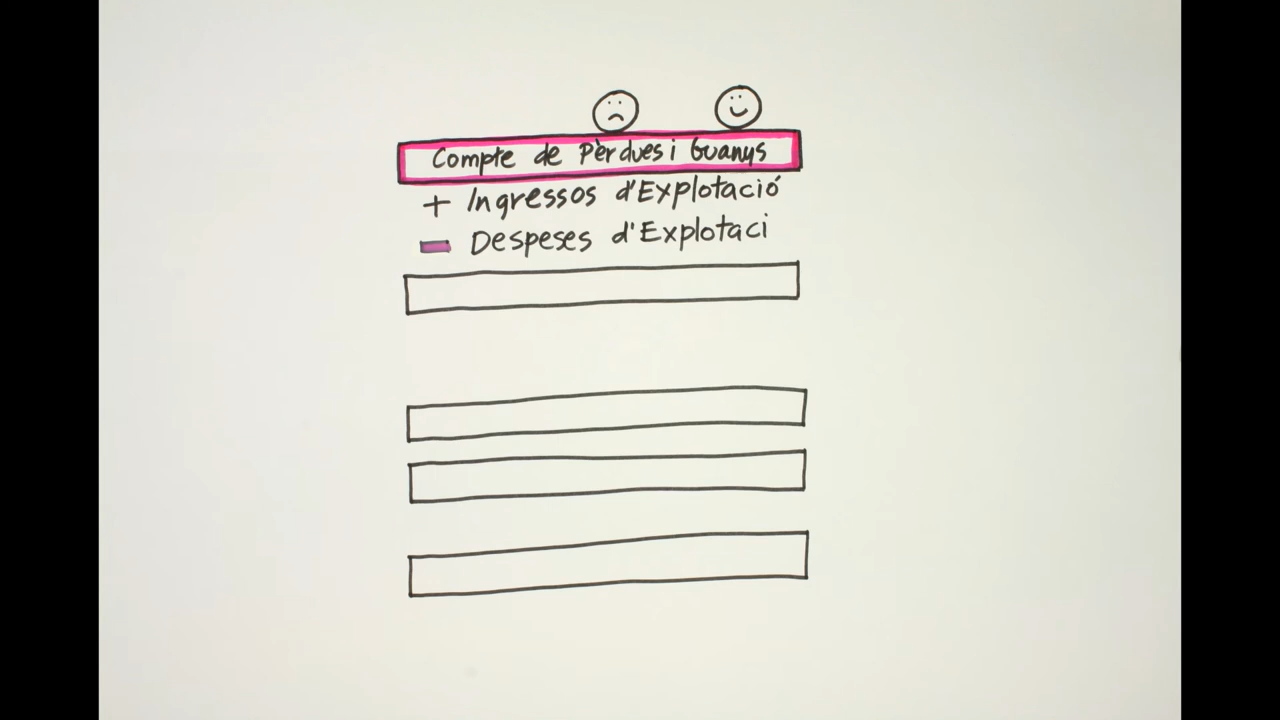 Compte de Pèrdues i Guanys
+ Ingressos d'Explotació
- Despeses d'Explotaci